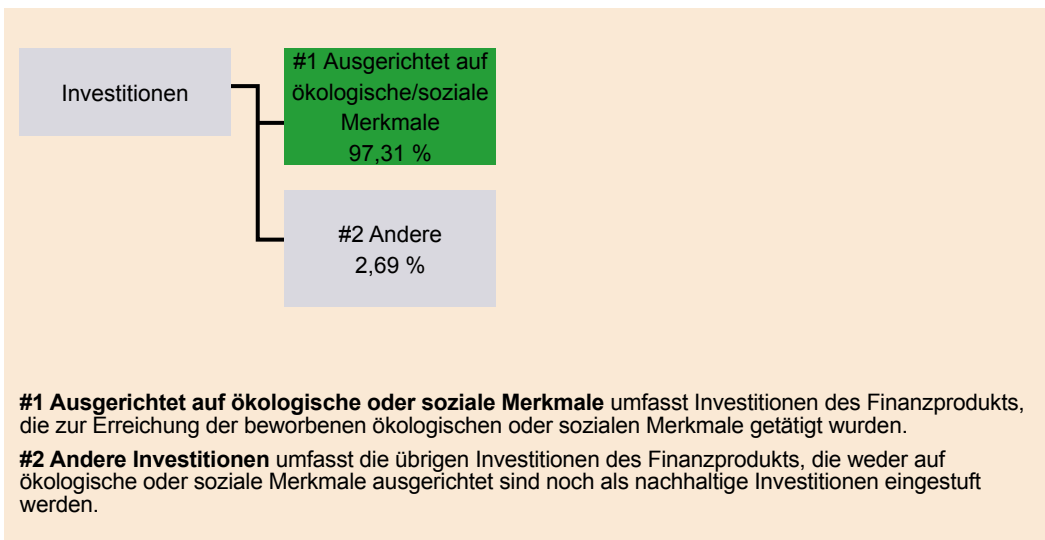 Investitionen
#1 Ausgerichtet auf
ökologische/soziale
Merkmale
97,31 %
#2 Andere
2,69 %
#1 Ausgerichtet auf ökologische oder soziale Merkmale umfasst Investitionen des Finanzprodukts,
die zur Erreichung der beworbenen ökologischen oder sozialen Merkmale getätigt wurden.
#2 Andere Investitionen umfasst die übrigen Investitionen des Finanzprodukts, die weder auf
ökologische oder soziale Merkmale ausgerichtet sind noch als nachhaltige Investitionen eingestuft
werden.